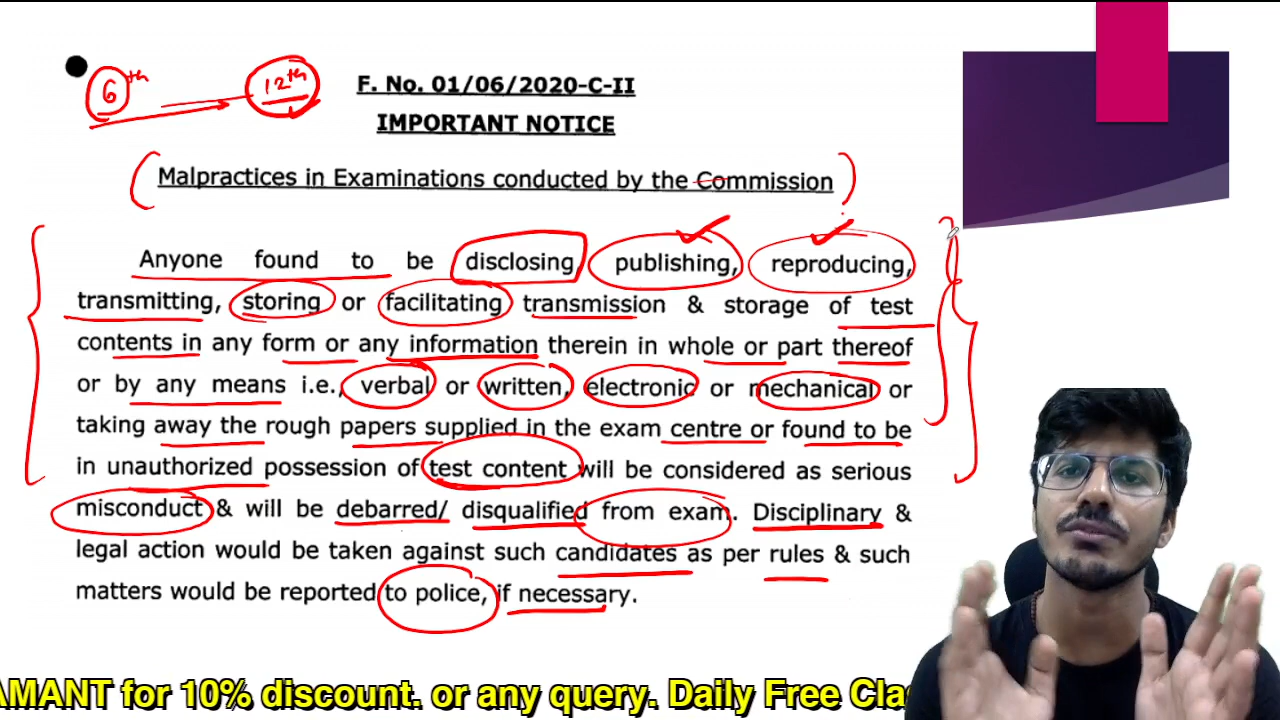 6th
12th
F. No. 01/06/2020-C-II
IMPORTANT NOTICE
Malpractices in Examinations conducted by the Commission
Anyone found to be disclosing, publishing, reproducing,
transmitting, storing or facilitating transmission & storage of test
contents in any form or any information therein in whole or part thereof
or by any means i.e., verbal or written, electronic or mechanical or
taking away the rough papers supplied in the exam centre or found to be
in unauthorized possession of test content will be considered as serious
misconduct & will be debarred/ disqualified from exam. Disciplinary &
legal action would be taken against such candidates as per rules & such
matters would be reported to police, if necessary.
AMANT for 10% discount. or any query. Daily Free Cla